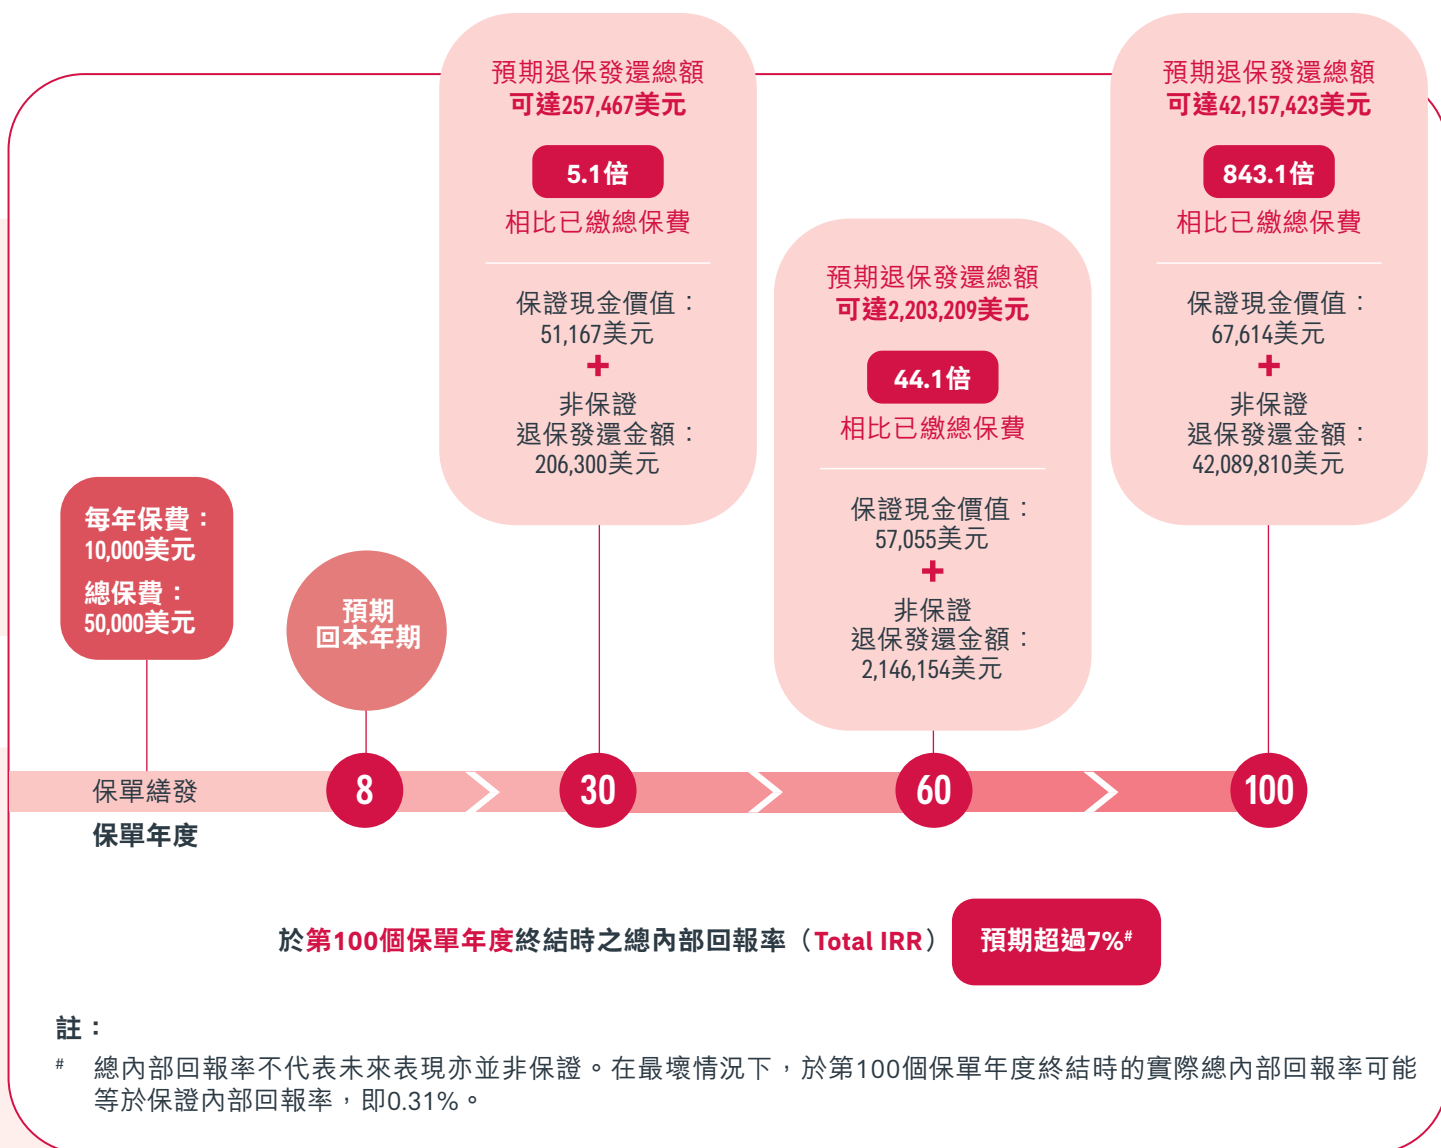 預期退保發還總額
可達257,467美元
5.1倍
相比已繳總保費
保證現金價值：
51,167美元
+
非保證
退保發還金額：
206,300美元
預期退保發還總額
可達2,203,209美元
44.1倍
相比已繳總保費
保證現金價值：
57,055美元
+
非保證
退保發還金額：
2,146,154美元
預期退保發還總額
可達42,157,423美元
843.1倍
相比已繳總保費
保證現金價值：
67,614美元
+
非保證
退保發還金額：
42,089,810美元
每年保費：
10,000美元
總保費：
50,000美元
預期
回本年期
保單繕發
8
30
60
100
保單年度
於第100個保單年度終結時之總內部回報率（Total IRR） 預期超過7%#
註：
# 總內部回報率不代表未來表現亦並非保證。在最壞情況下，於第100個保單年度終結時的實際總內部回報率可能
等於保證內部回報率，即0.31%。